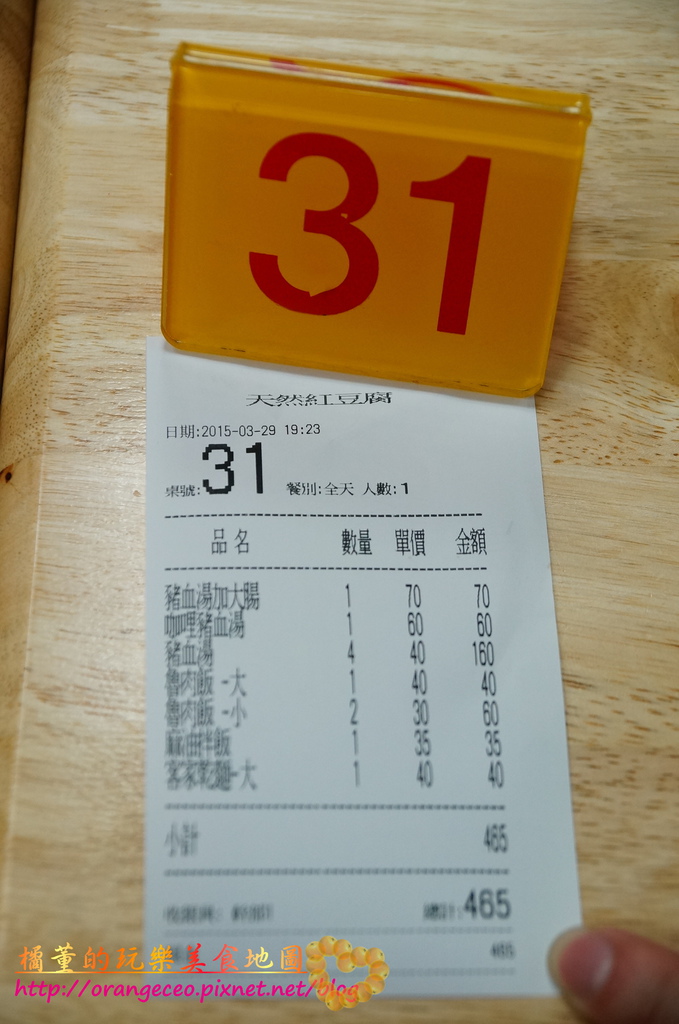 31
天然紅豆腐
日期:2015-03-29 19:23
桌號:31 餐別:全天 人數:1
品名 數量 單價 金額
豬血湯加大腸 1 70 70
咖哩豬血湯 1 60 60
豬血湯 4 40 160
魯肉飯-大 1 40 40
魯肉飯-小 2 30 60
麻油拌飯 1 35 35
客家乾麵-大 1 40 40
小計 465
總計:465
465
橘董的玩樂美食地圖
http://orangeceo.pixnet.net/blog